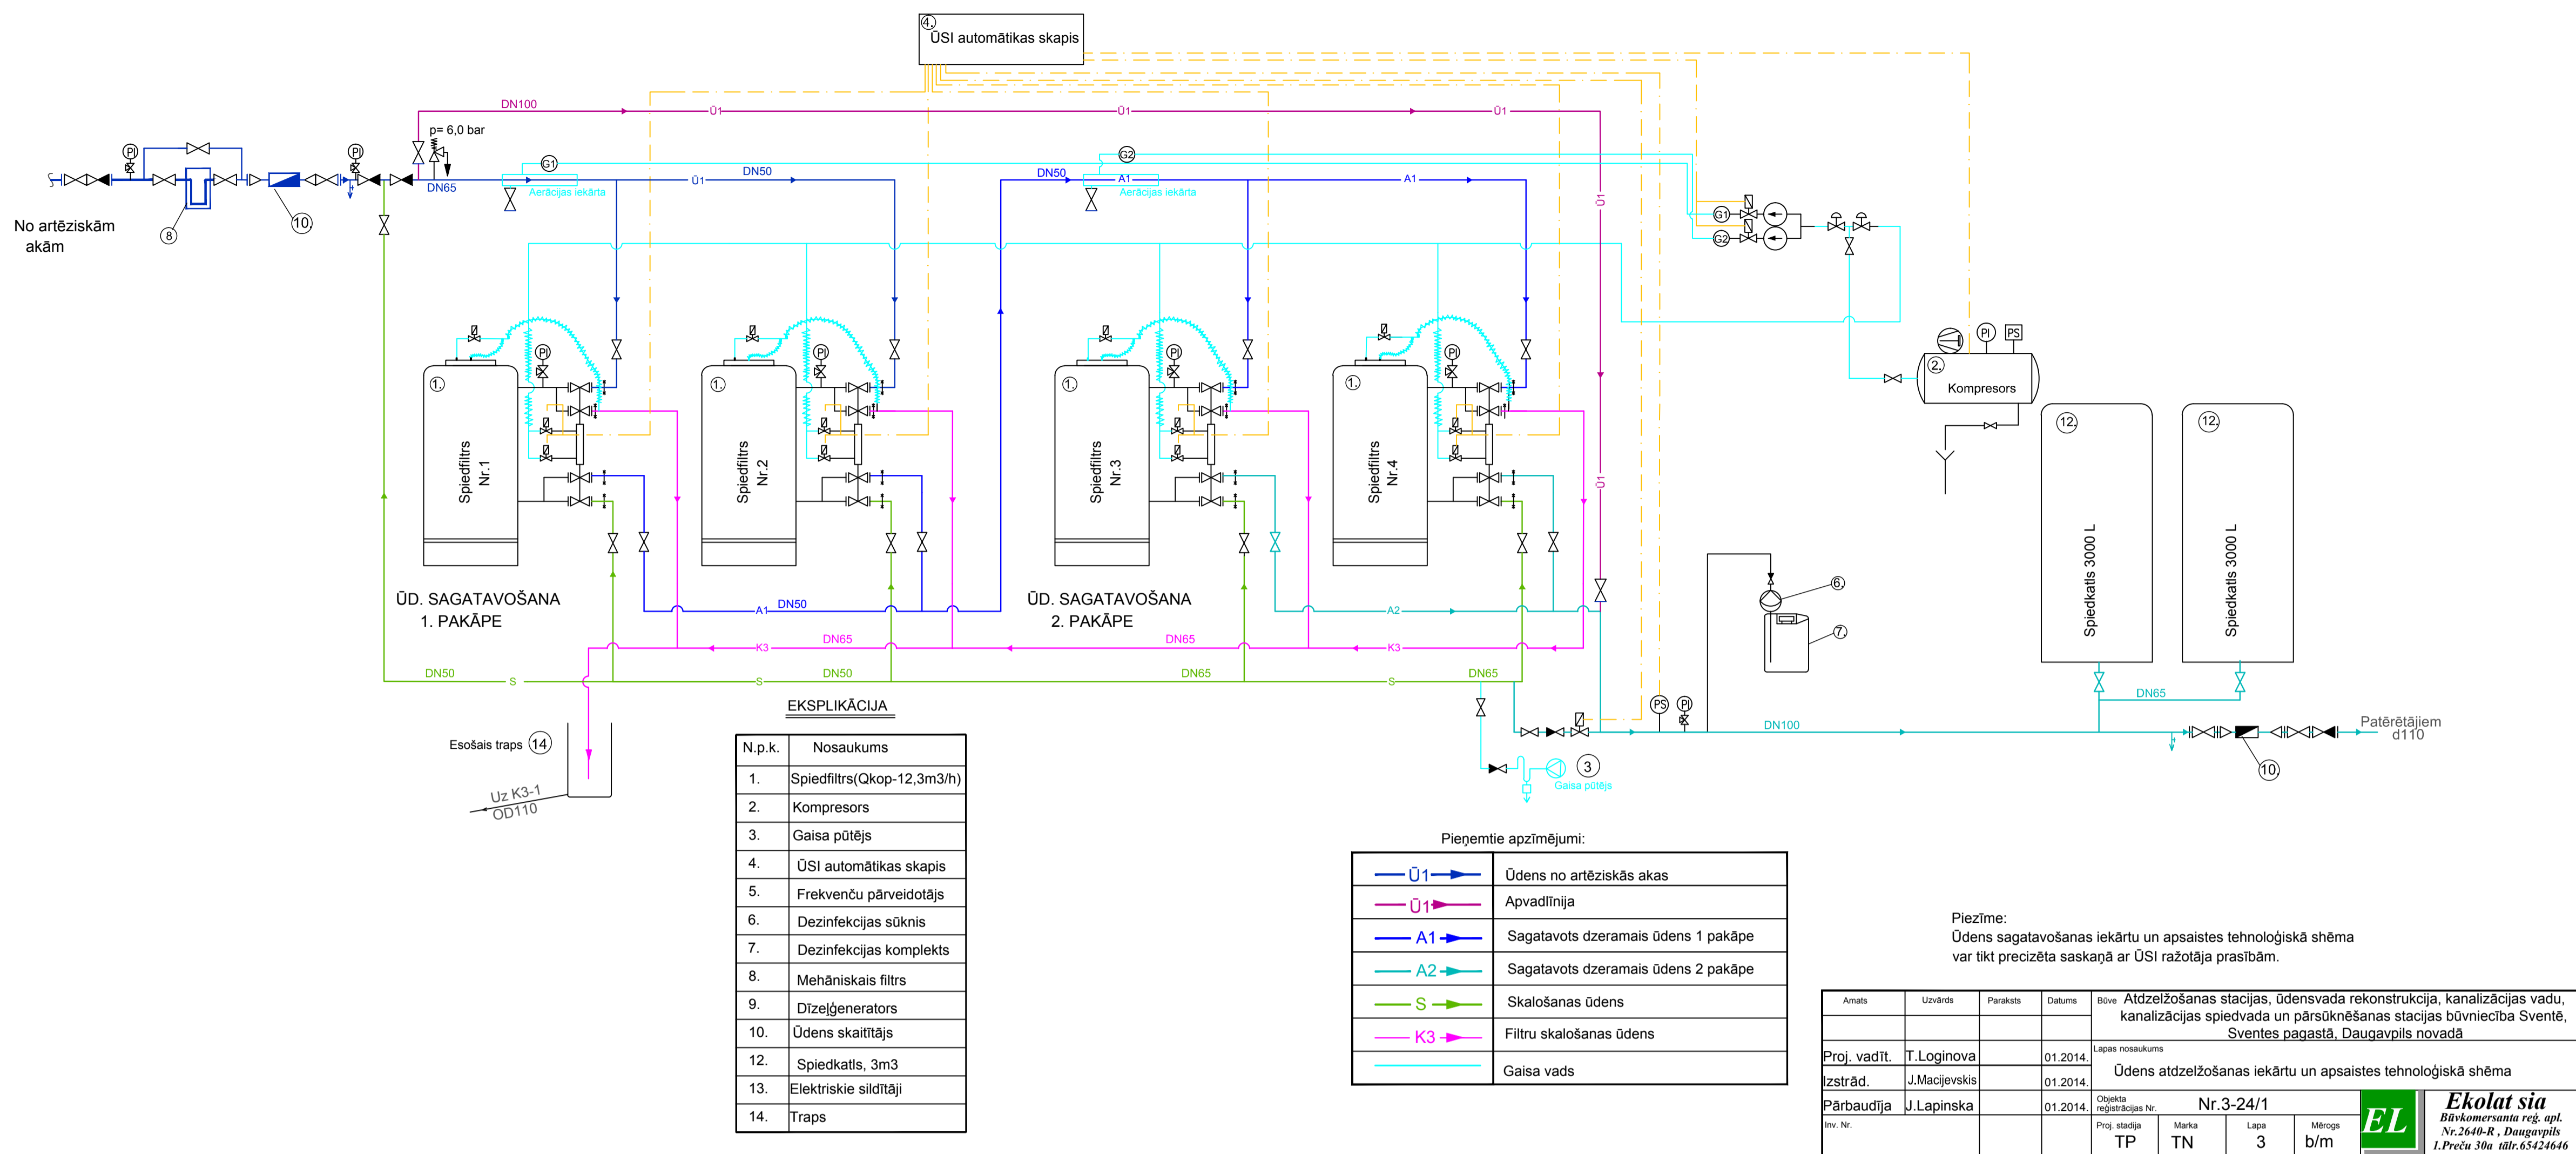 4.
ŪSI automātikas skapis
DN100
Ū1
Ū1
Ū1
p= 6,0 bar
PI
PI
G1
G2
DN65
Ū1
DN50
DN50
A1
A1
Aerācijas iekārta
Aerācijas iekārta
Ū1
G1
G2
No artēziskām
akām
8
10.
PI
PI
PI
PI
PI
PS
1.
1.
1.
1.
2.
Kompresors
Spiedfiltrs
Nr.1
Spiedfiltrs
Nr.2
Spiedfiltrs
Nr.3
Spiedfiltrs
Nr.4
Ū1
12.
12.
Spiedkatls 3000 L
Spiedkatls 3000 L
6.
7.
ŪD. SAGATAVOŠANA
1. PAKĀPE
ŪD. SAGATAVOŠANA
2. PAKĀPE
A1
DN50
A2
DN65
K3
DN65
K3
DN50
S
DN50
S
DN65
S
DN65
DN65
PS
PI
DN100
Patērētājiem
d110
10.
3
Gaisa pūtējs
Esošais traps
14
Uz K3-1
OD110
EKSPLIKĀCIJA
N.p.k. Nosaukums
1. Spiedfiltrs(Qkop-12,3m3/h)
2. Kompresors
3. Gaisa pūtējs
4. ŪSI automātikas skapis
5. Frekvenču pārveidotājs
6. Dezinfekcijas sūknis
7. Dezinfekcijas komplekts
8. Mehāniskais filtrs
9. Dīzeļģenerators
10. Ūdens skaitītājs
12. Spiedkatls, 3m3
13. Elektriskie sildītāji
14. Traps
Pieņemtie apzīmējumi:
Ū1 Ūdens no artēziskās akas
Ū1 Apvadlīnija
A1 Sagatavots dzeramais ūdens 1 pakāpe
A2 Sagatavots dzeramais ūdens 2 pakāpe
S Skalošanas ūdens
K3 Filtru skalošanas ūdens
Gaisa vads
Piezīme:
Ūdens sagatavošanas iekārtu un apsaistes tehnoloģiskā shēma
var tikt precizēta saskaņā ar ŪSI ražotāja prasībām.
Amats Uzvārds Paraksts Datums
Būve Atdzelžošanas stacijas, ūdensvada rekonstrukcija, kanalizācijas vadu,
kanalizācijas spiedvada un pārsūknēšanas stacijas būvniecība Sventē,
Sventes pagastā, Daugavpils novadā
Proj. vadīt. T.Loginova 01.2014.
Izstrād. J.Macijevskis 01.2014.
Pārbaudīja J.Lapinska 01.2014.
Inv. Nr.
Lapas nosaukums
Ūdens atdzelžošanas iekārtu un apsaistes tehnoloģiskā shēma
Objekta
reģistrācijas Nr.
Nr.3-24/1
Proj. stadija Marka Lapa Mērogs
TP TN 3 b/m
EL
Ekolat sia
Būvkomersanta reģ. apl.
Nr.2640-R , Daugavpils
1.Preču 30a tālr.65424646